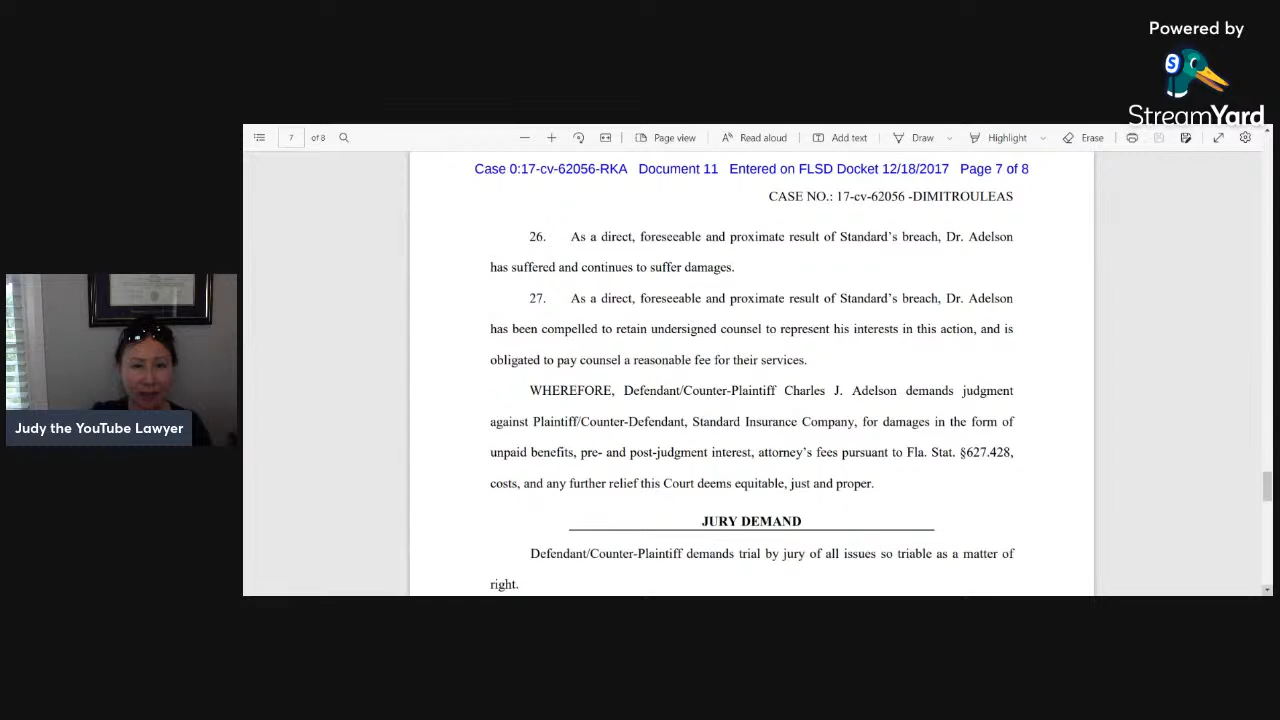 Powered by
StreamYard
7 of 8
Page view
Read aloud
Add text
Draw
Highlight
Erase
Case 0:17-cv-62056-RKA Document 11 Entered on FLSD Docket 12/18/2017 Page 7 of 8
CASE NO.: 17-cv-62056 -DIMITROULEAS
26. As a direct, foreseeable and proximate result of Standard's breach, Dr. Adelson
has suffered and continues to suffer damages.
27. As a direct, foreseeable and proximate result of Standard's breach, Dr. Adelson
has been compelled to retain undersigned counsel to represent his interests in this action, and is
obligated to pay counsel a reasonable fee for their services.
WHEREFORE, Defendant/Counter-Plaintiff Charles J. Adelson demands judgment
against Plaintiff/Counter-Defendant, Standard Insurance Company, for damages in the form of
unpaid benefits, pre- and post-judgment interest, attorney's fees pursuant to Fla. Stat. §627.428,
costs, and any further relief this Court deems equitable, just and proper.
JURY DEMAND
Defendant/Counter-Plaintiff demands trial by jury of all issues so triable as a matter of
right.
Judy the YouTube Lawyer